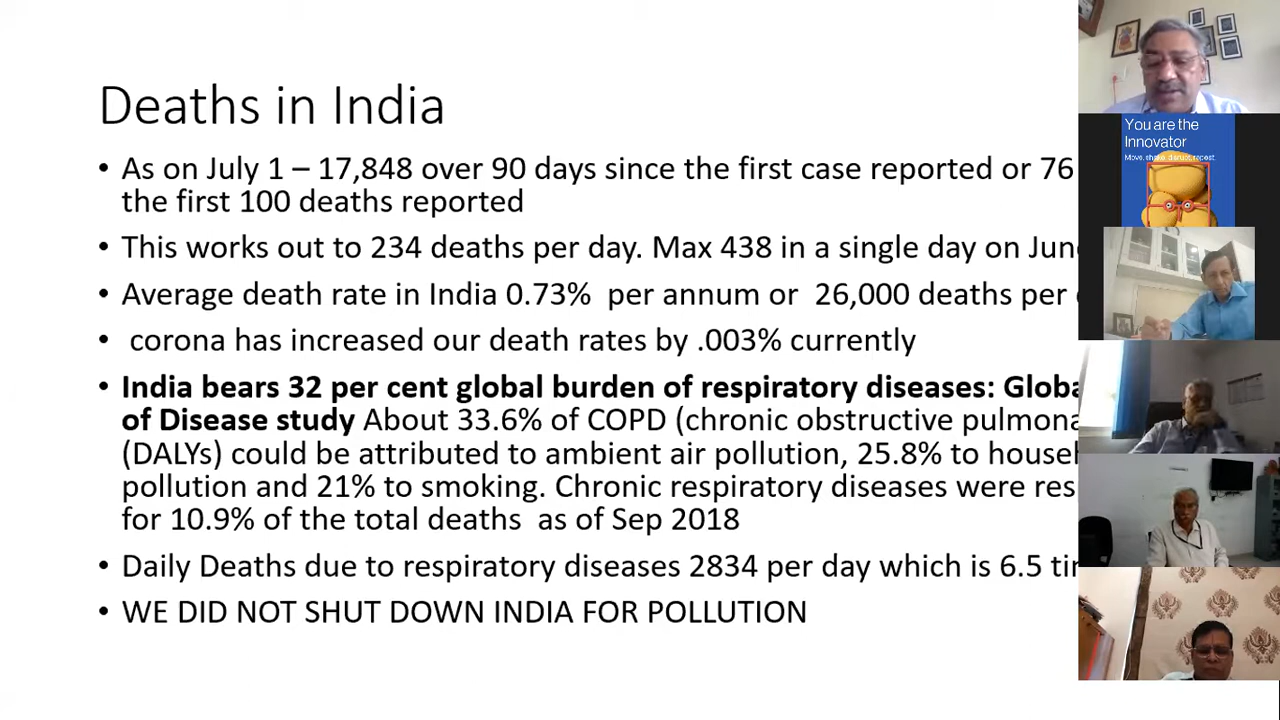 Deaths in India
• As on July 1 – 17,848 over 90 days since the first case reported or 76
the first 100 deaths reported
• This works out to 234 deaths per day. Max 438 in a single day on June
• Average death rate in India 0.73% per annum or 26,000 deaths per
• corona has increased our death rates by .003% currently
• India bears 32 per cent global burden of respiratory diseases: Globa
of Disease study About 33.6% of COPD (chronic obstructive pulmona
(DALYs) could be attributed to ambient air pollution, 25.8% to house
pollution and 21% to smoking. Chronic respiratory diseases were res
for 10.9% of the total deaths as of Sep 2018
• Daily Deaths due to respiratory diseases 2834 per day which is 6.5
• WE DID NOT SHUT DOWN INDIA FOR POLLUTION
You are the
Innovator
Move, shake, disrupt, repeat.